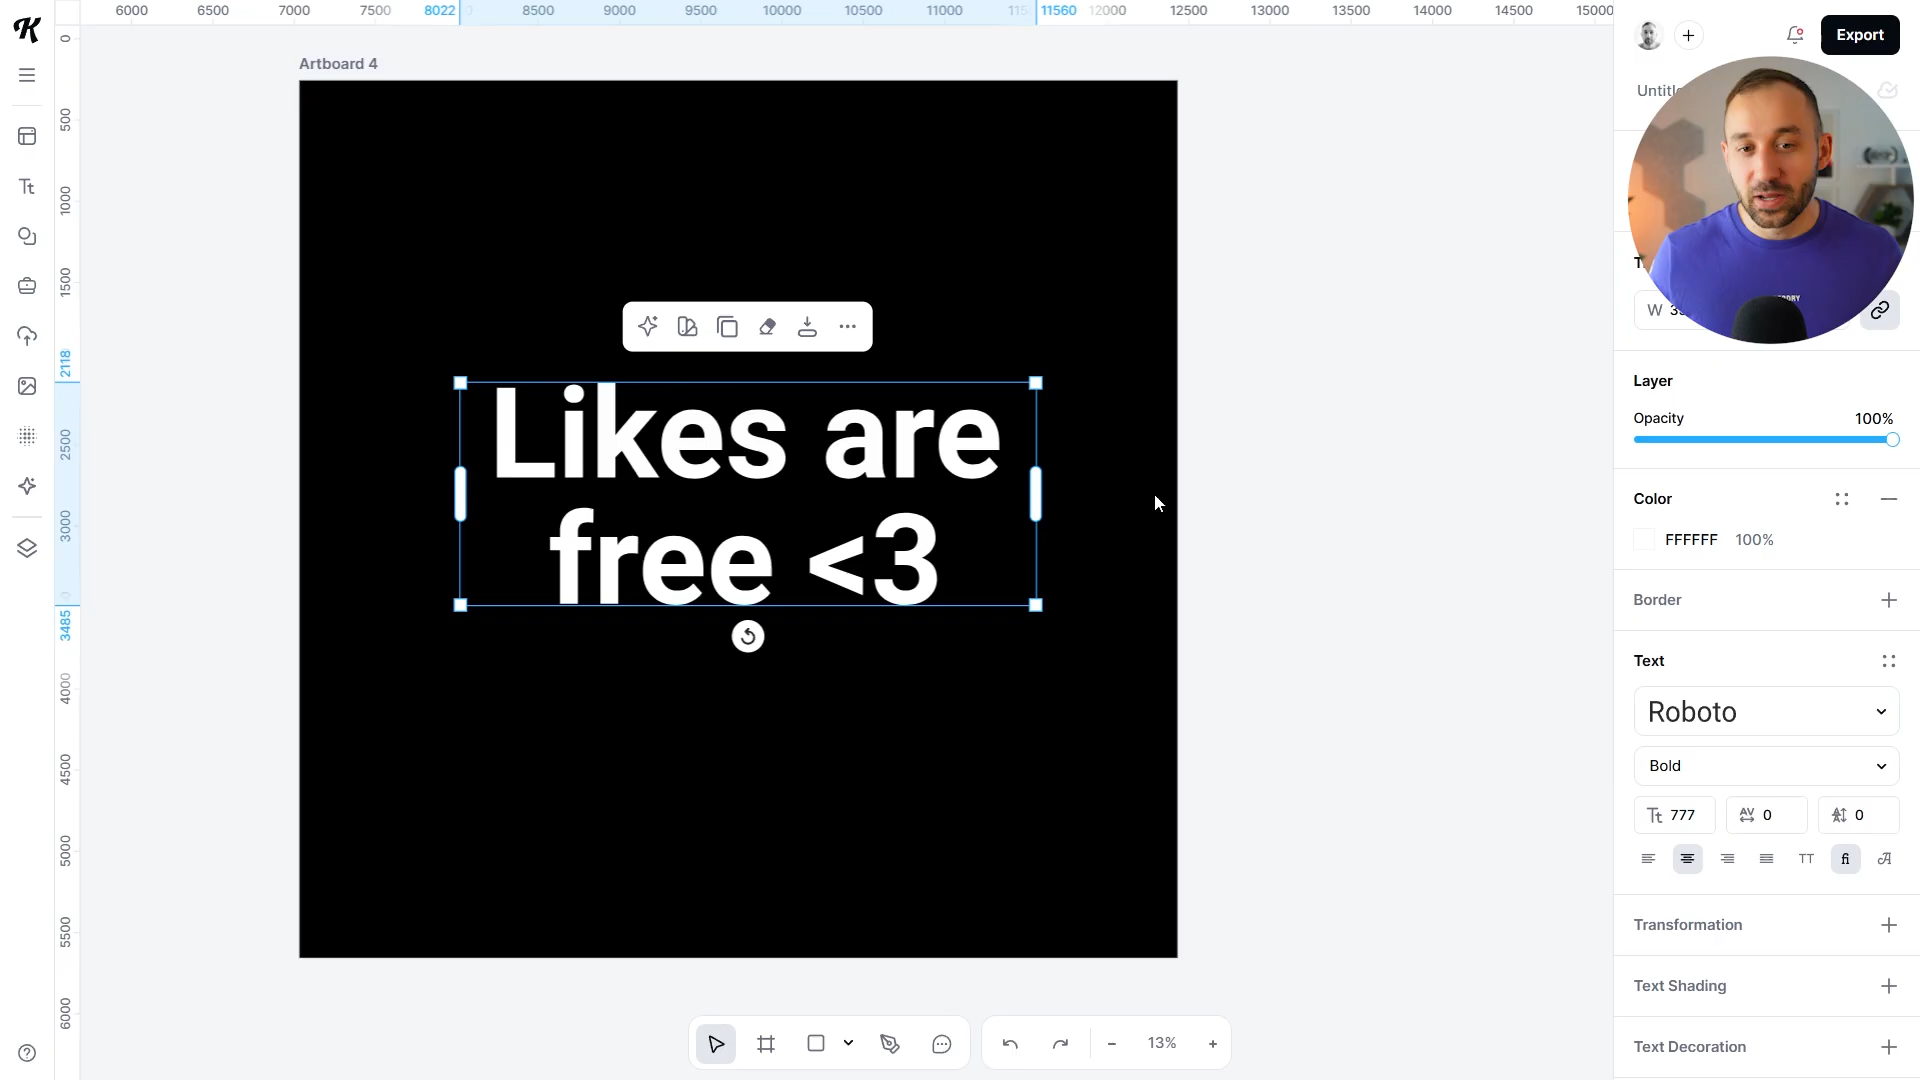 6000 6500 7000 7500 8022 8500 9000 9500 10000 10500 11000 11560 12000 12500 13000 13500 14000 14500 15000
Export
Artboard 4
0
500
1000
1500
2118
2500
3000
3485
4000
4500
5000
5500
6000
Likes are
free <3
W
Layer
Opacity 100%
Color
FFFFFF 100%
Border
Text
Roboto
Bold
Tt 777 AV 0 0
TT fi
Transformation
Text Shading
Text Decoration
13%